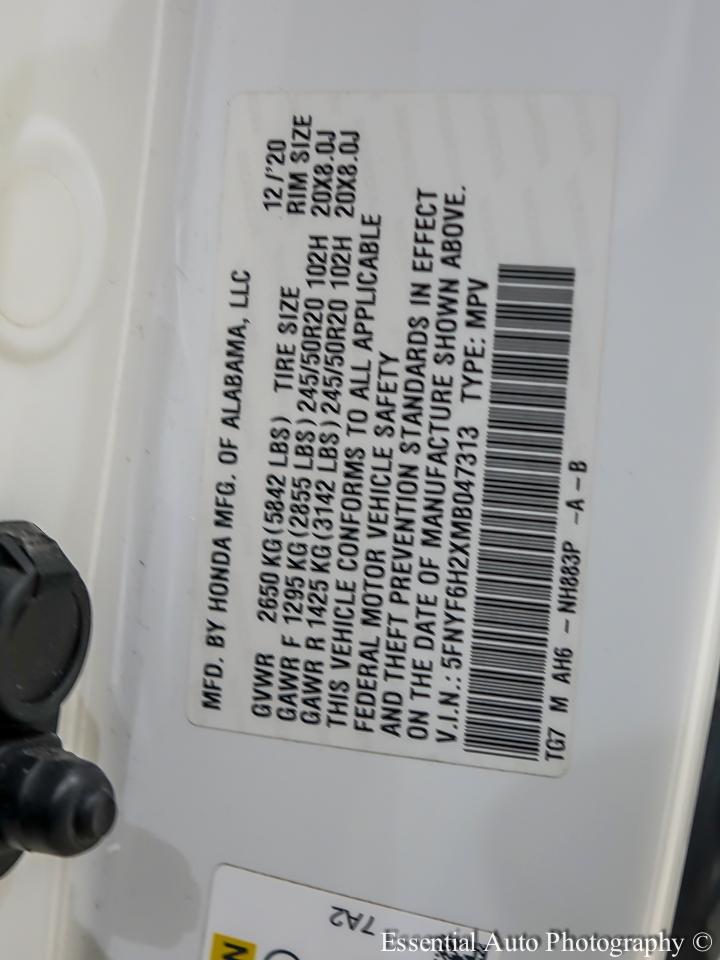 MFD. BY HONDA MFG. OF ALABAMA, LLC
12/'20
GVWR 2650 KG(5842 LBS) TIRE SIZE RIM SIZE
GAWR F 1295 KG(2855 LBS)245/50R20 102H 20X8.0J
GAWR R 1425 KG(3142 LBS)245/50R20 102H 20X8.0J
THIS VEHICLE CONFORMS TO ALL APPLICABLE
FEDERAL MOTOR VEHICLE SAFETY
AND THEFT PREVENTION STANDARDS IN EFFECT
ON THE DATE OF MANUFACTURE SHOWN ABOVE.
V.I.N.: 5FNYF6H2XMB047313 TYPE: MPV
TG7 M AH6 - NH883P -A-B
7A2
Essential Auto Photography ©